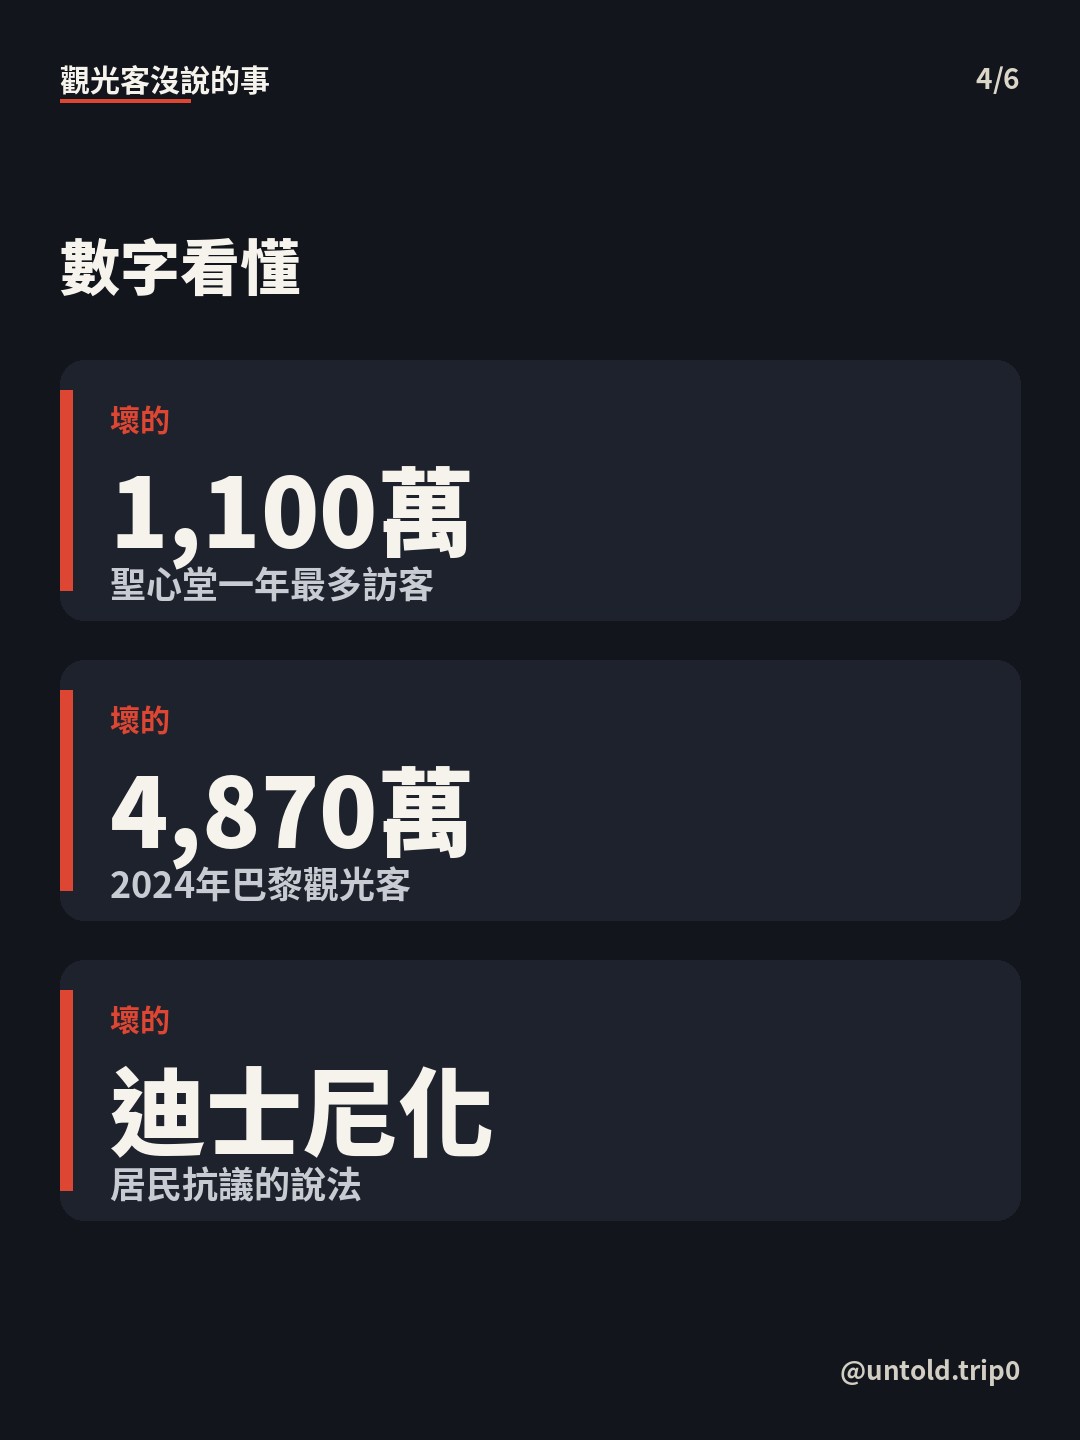 觀光客沒說的事
4/6
數字看懂
壞的
1,100萬
聖心堂一年最多訪客
壞的
4,870萬
2024年巴黎觀光客
壞的
迪士尼化
居民抗議的說法
@untold.trip0